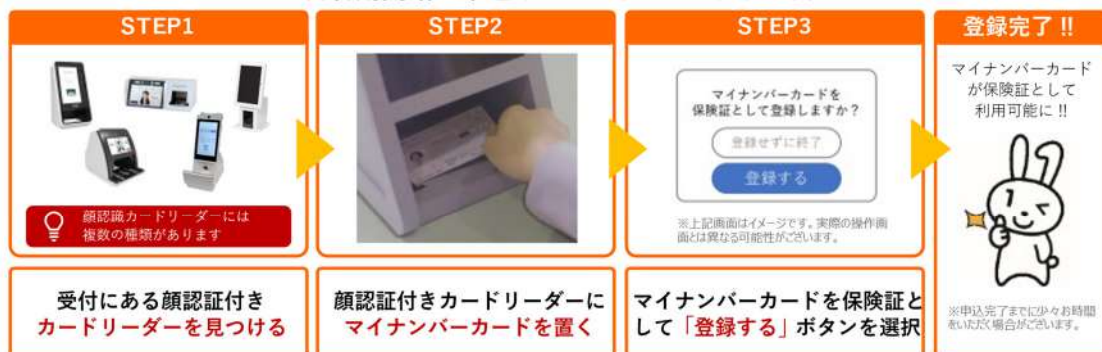 STEP1
顔認識カードリーダーには
複数の種類があります
受付にある顔認証付き
カードリーダーを見つける
STEP2
顔認証付きカードリーダーに
マイナンバーカードを置く
STEP3
マイナンバーカードを
保険証として登録しますか？
登録せずに終了
登録する
※上記画面はイメージです。実際の操作画
面とは異なる可能性がございます。
マイナンバーカードを保険証と
して「登録する」ボタンを選択
登録完了 !!
マイナンバーカード
が保険証として
利用可能に !!
※申込完了までに少々お時間
をいただく場合がございます。